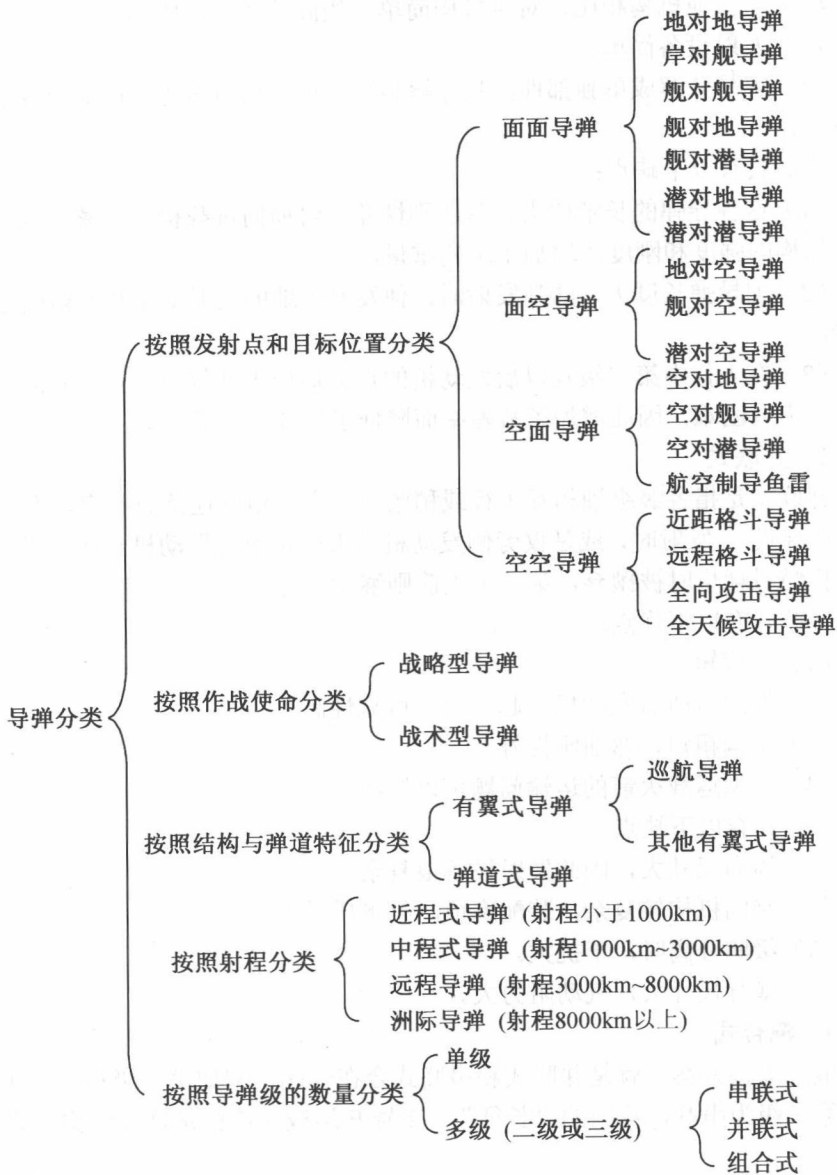 地对地导弹
岸对舰导弹
舰对舰导弹
面面导弹
舰对地导弹
舰对潜导弹
潜对地导弹
潜对潜导弹
地对空导弹
面空导弹
舰对空导弹
按照发射点和目标位置分类
潜对空导弹
空对地导弹
空面导弹
空对舰导弹
空对潜导弹
航空制导鱼雷
近距格斗导弹
空空导弹
远程格斗导弹
全向攻击导弹
全天候攻击导弹
战略型导弹
按照作战使命分类
导弹分类
战术型导弹
巡航导弹
有翼式导弹
按照结构与弹道特征分类
其他有翼式导弹
弹道式导弹
近程式导弹 (射程小于1000km)
中程式导弹 (射程1000km~3000km)
按照射程分类
远程导弹 (射程3000km~8000km)
洲际导弹 (射程8000km以上)
单级
按照导弹级的数量分类
串联式
多级 (二级或三级)
并联式
组合式